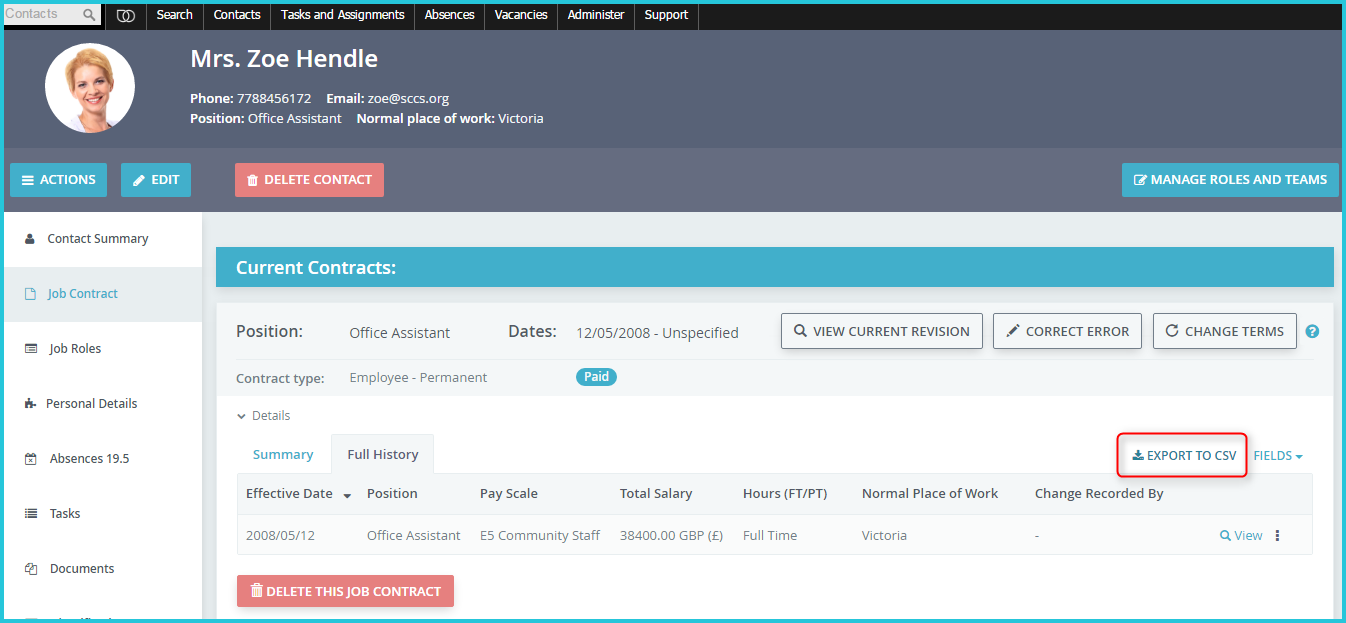 Contacts Search Contacts Tasks and Assignments Absences Vacancies Administer Support
Mrs. Zoe Hendle
Phone: 7788456172 Email: zoe@sccs.org
Position: Office Assistant Normal place of work: Victoria
ACTIONS EDIT DELETE CONTACT MANAGE ROLES AND TEAMS
Contact Summary
Job Contract
Job Roles
Personal Details
Absences 19.5
Tasks
Documents
Current Contracts:
Position: Office Assistant Dates: 12/05/2008 - Unspecified VIEW CURRENT REVISION CORRECT ERROR CHANGE TERMS ?
Contract type: Employee - Permanent Paid
Details
Summary Full History EXPORT TO CSV FIELDS
Effective Date Position Pay Scale Total Salary Hours (FT/PT) Normal Place of Work Change Recorded By
2008/05/12 Office Assistant E5 Community Staff 38400.00 GBP (£) Full Time Victoria - View
DELETE THIS JOB CONTRACT